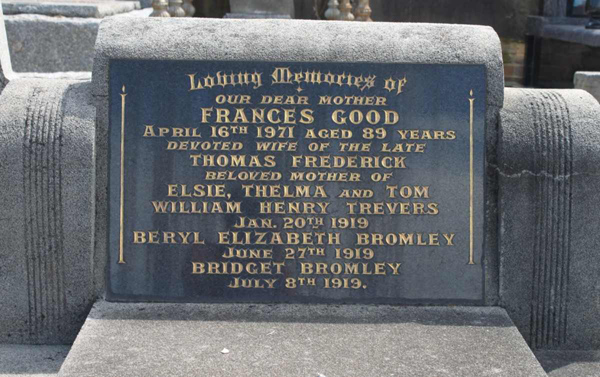 Loving Memories of
OUR DEAR MOTHER
FRANCES GOOD
APRIL 16TH 1971 AGED 89 YEARS
DEVOTED WIFE OF THE LATE
THOMAS FREDERICK
BELOVED MOTHER OF
ELSIE, THELMA AND TOM
WILLIAM HENRY TREVERS
JAN. 20TH 1919
BERYL ELIZABETH BROMLEY
JUNE 27TH 1919
BRIDGET BROMLEY
JULY 8TH 1919.